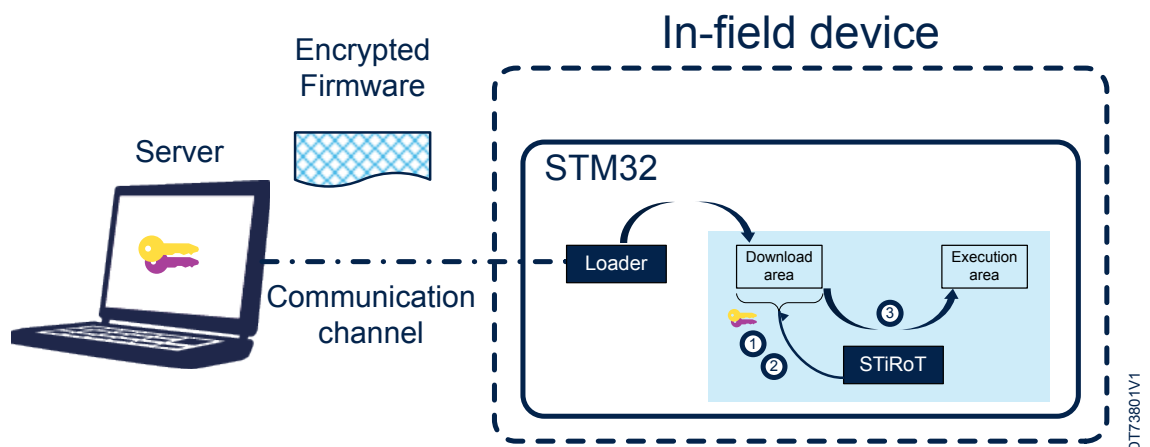 In-field device
Encrypted
Firmware
Server
STM32
Loader
Download
area
Execution
area
Communication
channel
3
1
2
STiRoT
DT73801V1